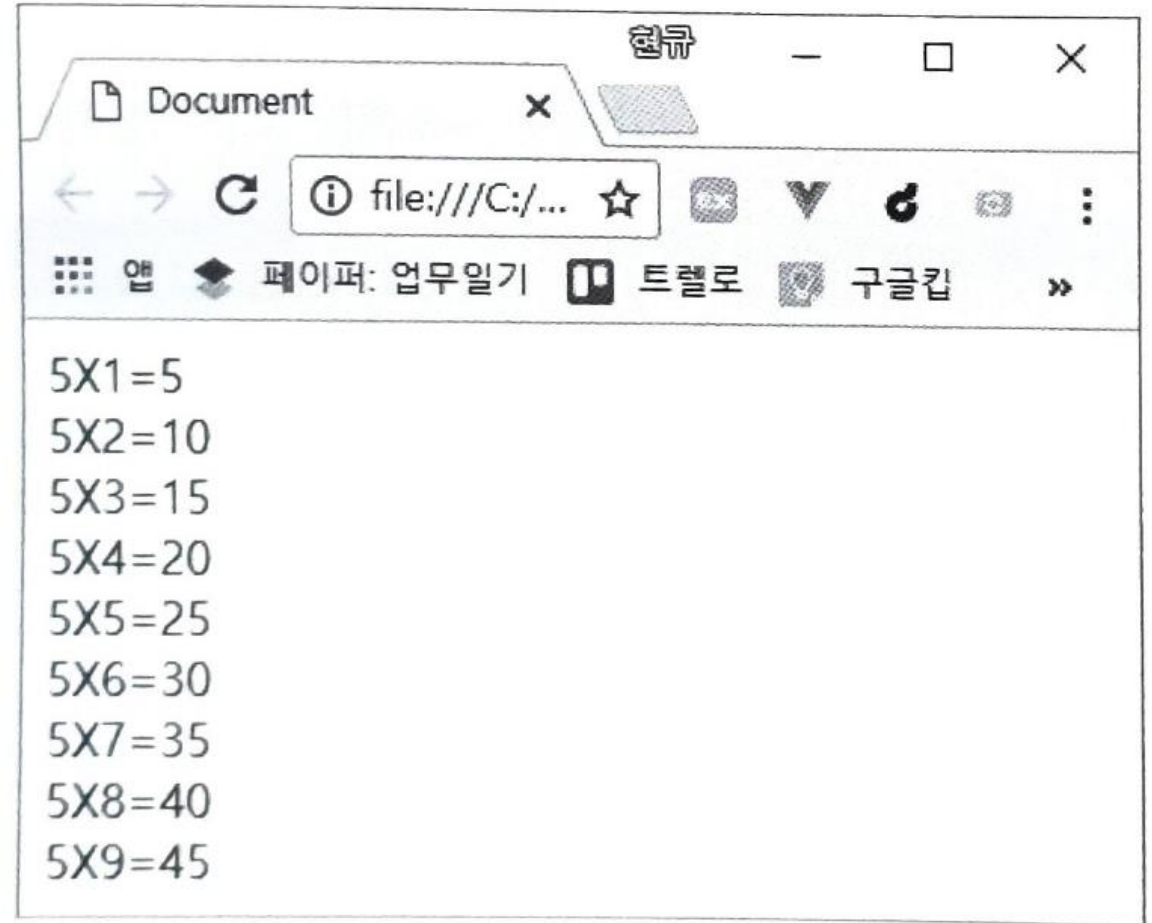 현규
Document
file:///C:/...
앱 페이퍼: 업무일기 트렐로 구글킵 »
5X1=5
5X2=10
5X3=15
5X4=20
5X5=25
5X6=30
5X7=35
5X8=40
5X9=45